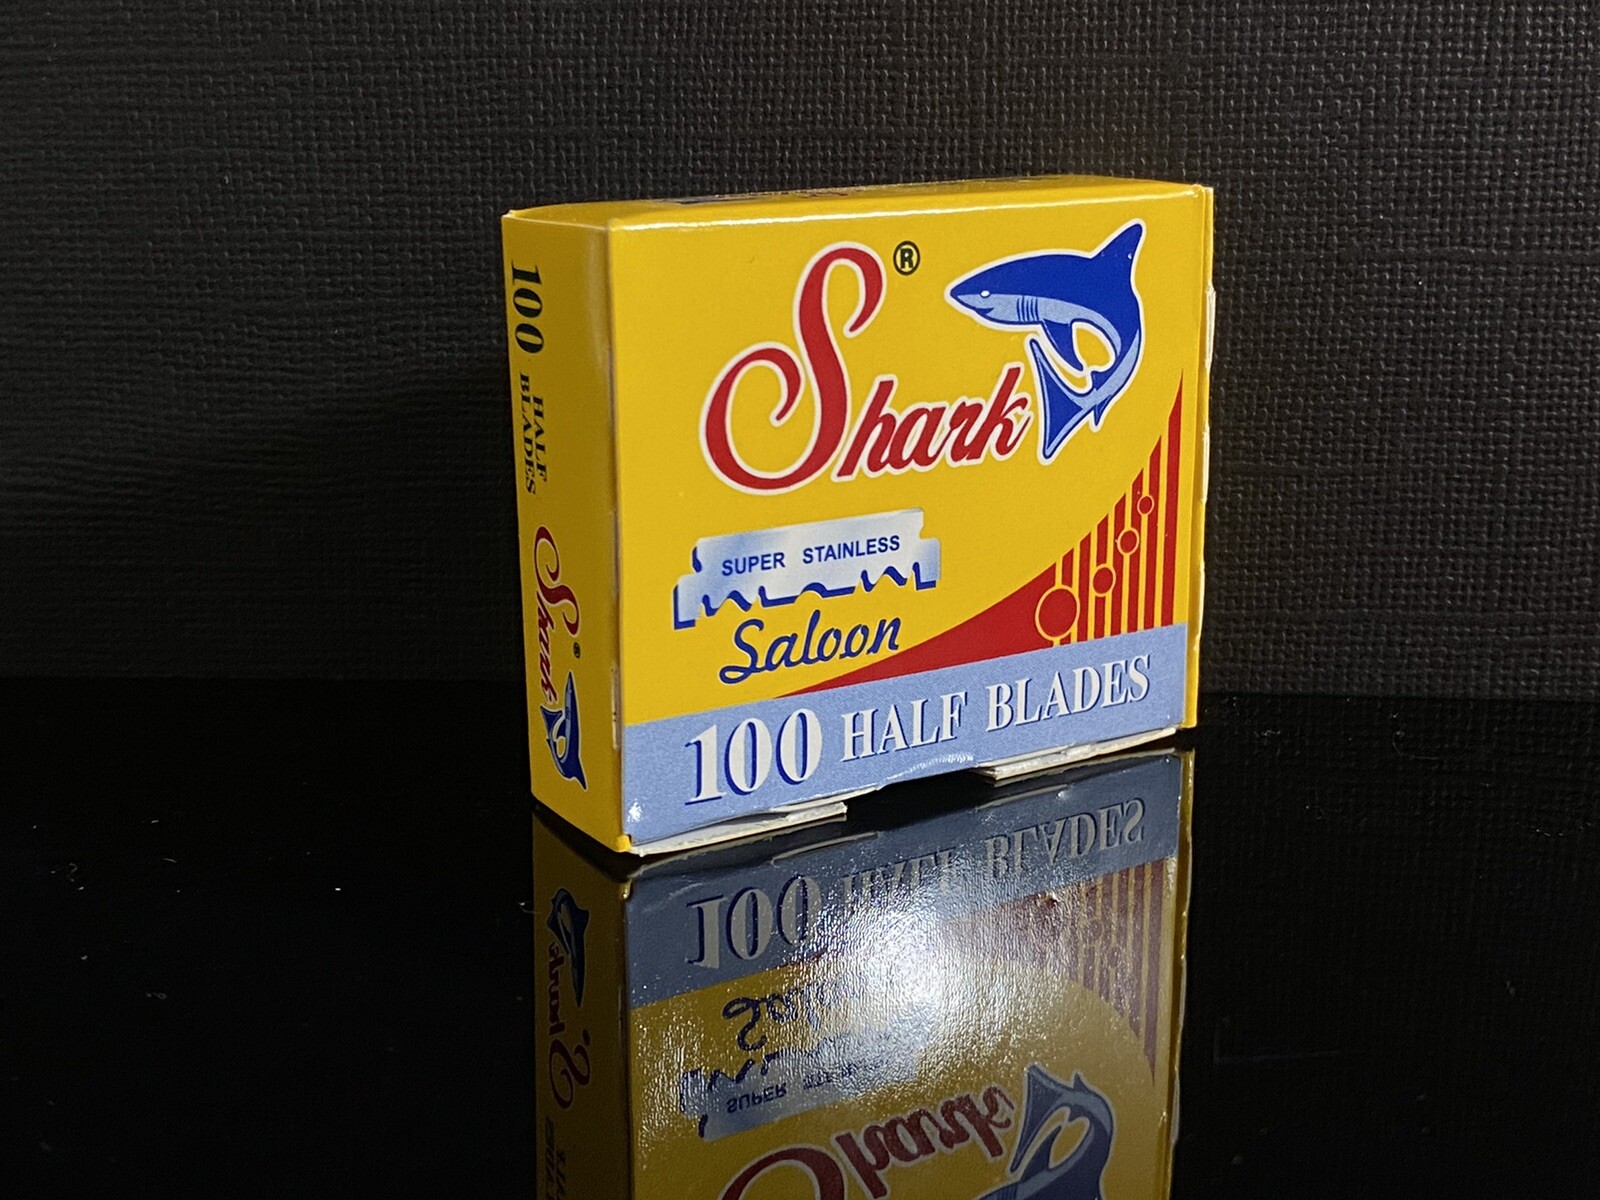 Shark®
SUPER STAINLESS
Saloon
100 HALF BLADES
100 HALF
BLADES
Shark®